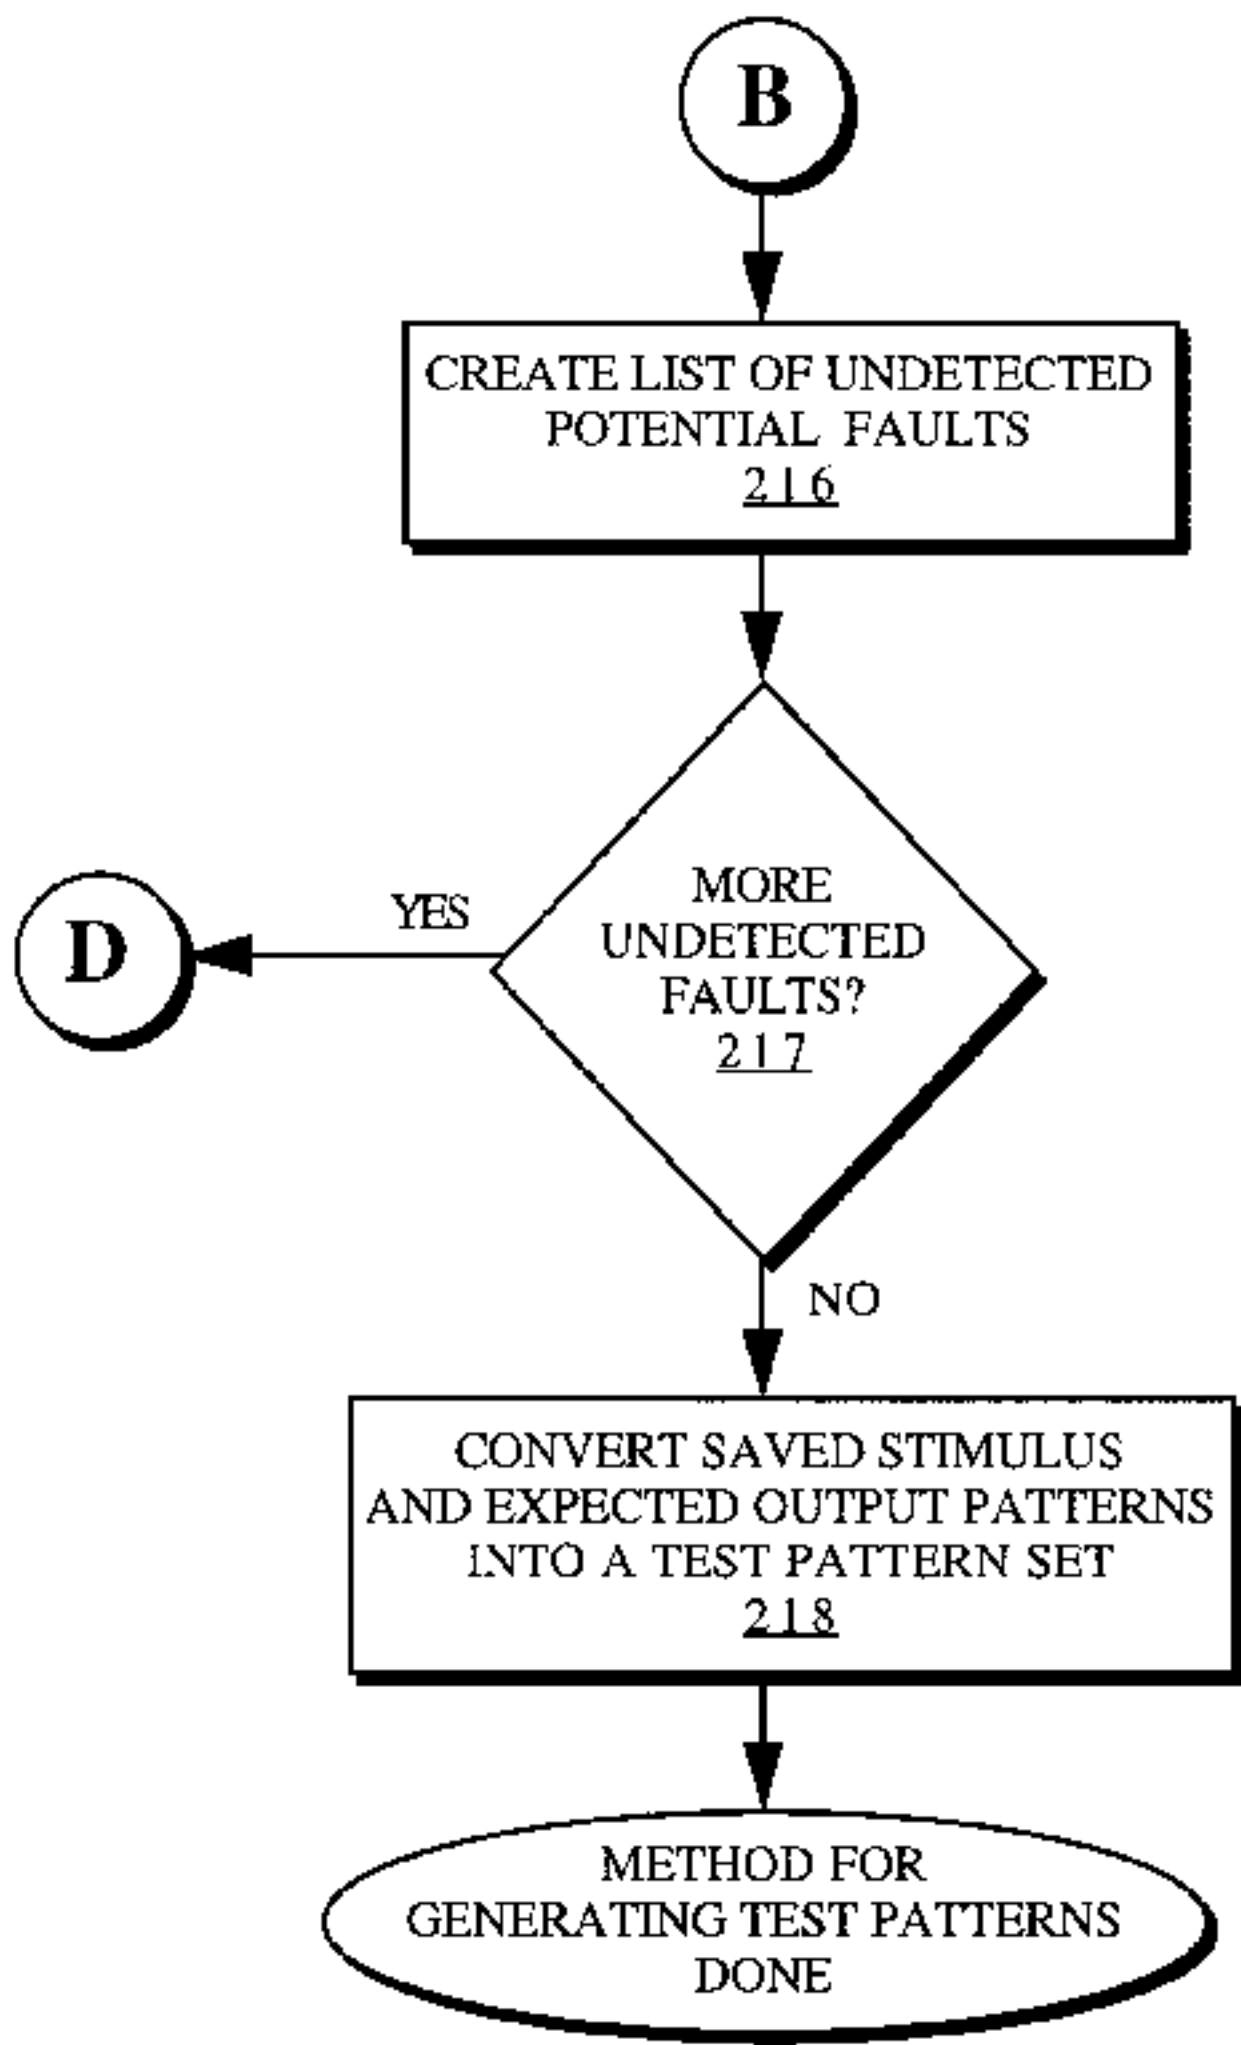 B
CREATE LIST OF UNDETECTED
POTENTIAL FAULTS
216
YES
D
MORE
UNDETECTED
FAULTS?
217
NO
CONVERT SAVED STIMULUS
AND EXPECTED OUTPUT PATTERNS
INTO A TEST PATTERN SET
218
METHOD FOR
GENERATING TEST PATTERNS
DONE